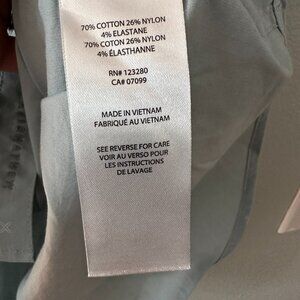 70% COTTON 26% NYLON
4% ELASTANE
70% COTTON 26% NYLON
4% ÉLASTHANNE
RN# 123280
CA# 07099
MADE IN VIETNAM
FABRIQUÉ AU VIETNAM
SEE REVERSE FOR CARE
VOIR AU VERSO POUR
LES INSTRUCTIONS
DE LAVAGE